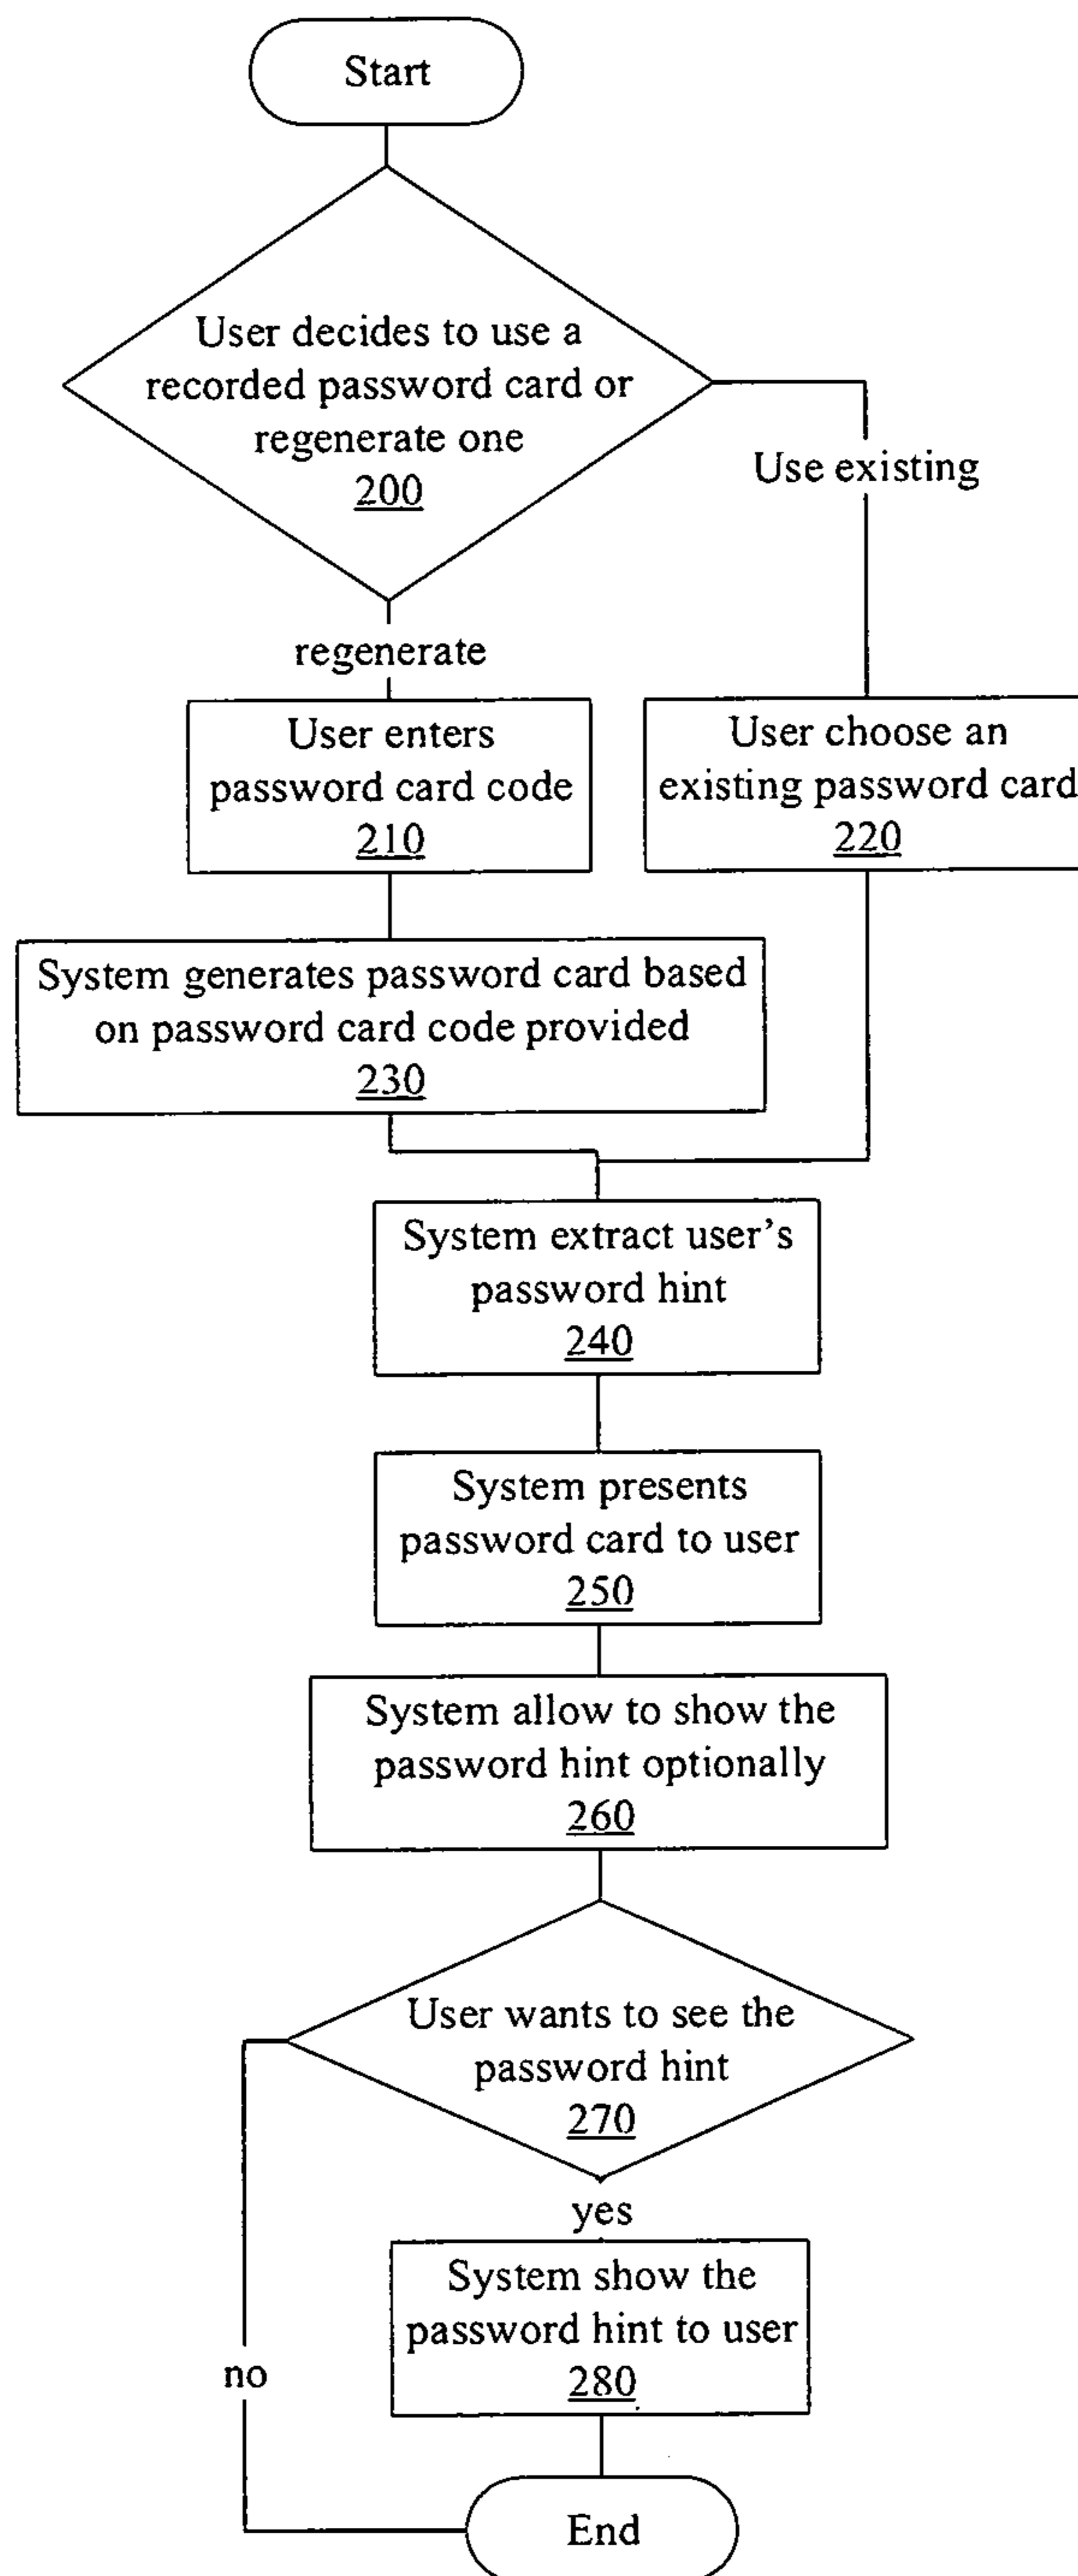 Start
User decides to use a
recorded password card or
regenerate one
200
Use existing
regenerate
User enters
password card code
210
User choose an
existing password card
220
System generates password card based
on password card code provided
230
System extract user's
password hint
240
System presents
password card to user
250
System allow to show the
password hint optionally
260
User wants to see the
password hint
270
yes
System show the
password hint to user
280
no
End